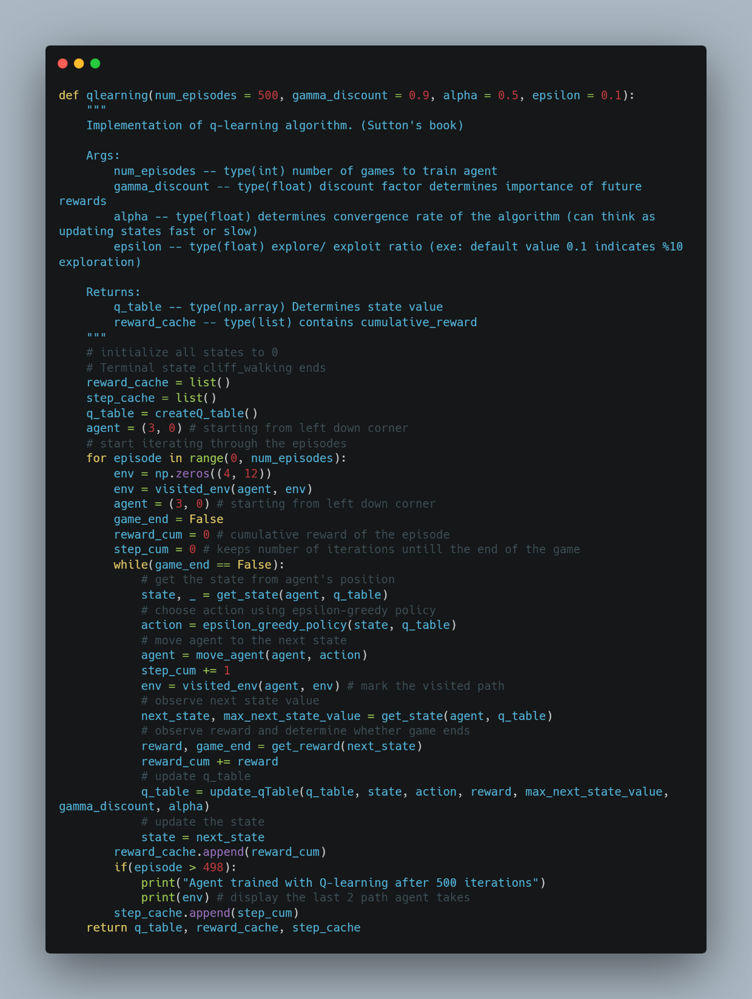 def qlearning(num_episodes = 500, gamma_discount = 0.9, alpha = 0.5, epsilon = 0.1):
    """
    Implementation of q-learning algorithm. (Sutton's book)

    Args:
        num_episodes -- type(int) number of games to train agent
        gamma_discount -- type(float) discount factor determines importance of future
rewards
        alpha -- type(float) determines convergence rate of the algorithm (can think as
updating states fast or slow)
        epsilon -- type(float) explore/ exploit ratio (exe: default value 0.1 indicates %10
exploration)

    Returns:
        q_table -- type(np.array) Determines state value
        reward_cache -- type(list) contains cumulative_reward
    """
    # initialize all states to 0
    # Terminal state cliff_walking ends
    reward_cache = list()
    step_cache = list()
    q_table = createQ_table()
    agent = (3, 0) # starting from left down corner
    # start iterating through the episodes
    for episode in range(0, num_episodes):
        env = np.zeros((4, 12))
        env = visited_env(agent, env)
        agent = (3, 0) # starting from left down corner
        game_end = False
        reward_cum = 0 # cumulative reward of the episode
        step_cum = 0 # keeps number of iterations untill the end of the game
        while(game_end == False):
            # get the state from agent's position
            state, _ = get_state(agent, q_table)
            # choose action using epsilon-greedy policy
            action = epsilon_greedy_policy(state, q_table)
            # move agent to the next state
            agent = move_agent(agent, action)
            step_cum += 1
            env = visited_env(agent, env) # mark the visited path
            # observe next state value
            next_state, max_next_state_value = get_state(agent, q_table)
            # observe reward and determine whether game ends
            reward, game_end = get_reward(next_state)
            reward_cum += reward
            # update q_table
            q_table = update_qTable(q_table, state, action, reward, max_next_state_value,
gamma_discount, alpha)
            # update the state
            state = next_state
        reward_cache.append(reward_cum)
        if(episode > 498):
            print("Agent trained with Q-learning after 500 iterations")
            print(env) # display the last 2 path agent takes
        step_cache.append(step_cum)
    return q_table, reward_cache, step_cache